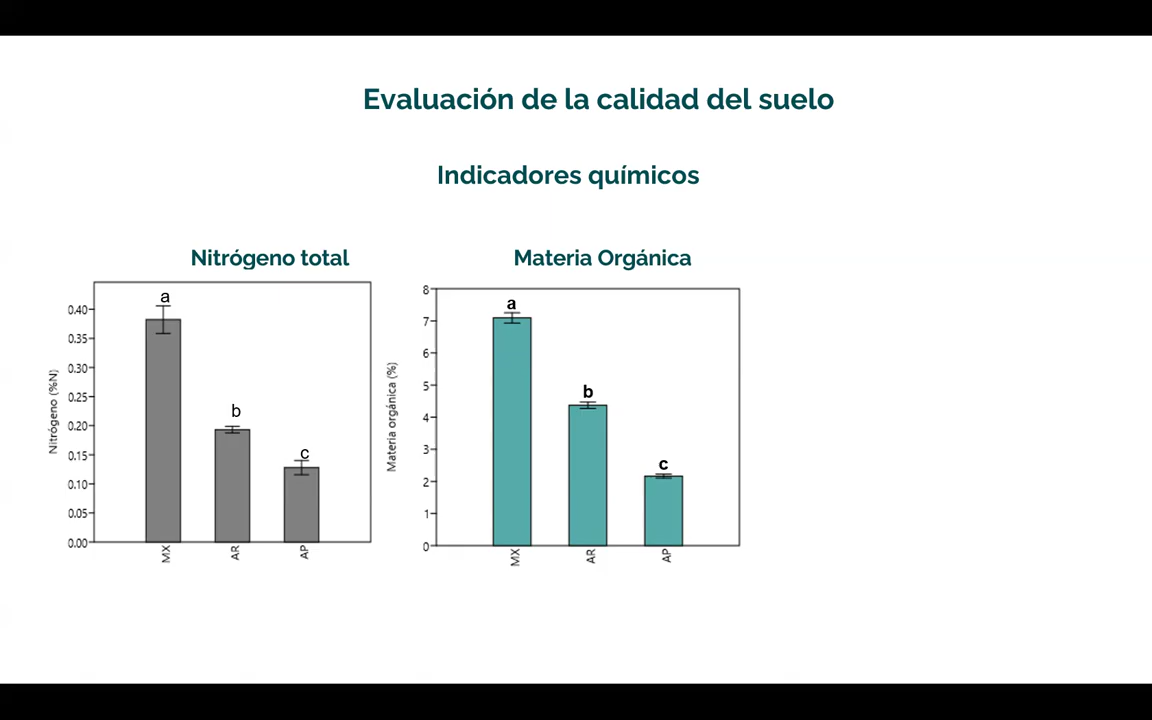 Evaluación de la calidad del suelo
Indicadores químicos
Nitrógeno total
Nitrógeno (%N)
0.40
0.35
0.30
0.25
0.20
0.15
0.10
0.05
0.00
a
b
c
MX
AR
AP
Materia Orgánica
Materia orgánica (%)
8
7
6
5
4
3
2
1
0
a
b
c
MX
AR
AP